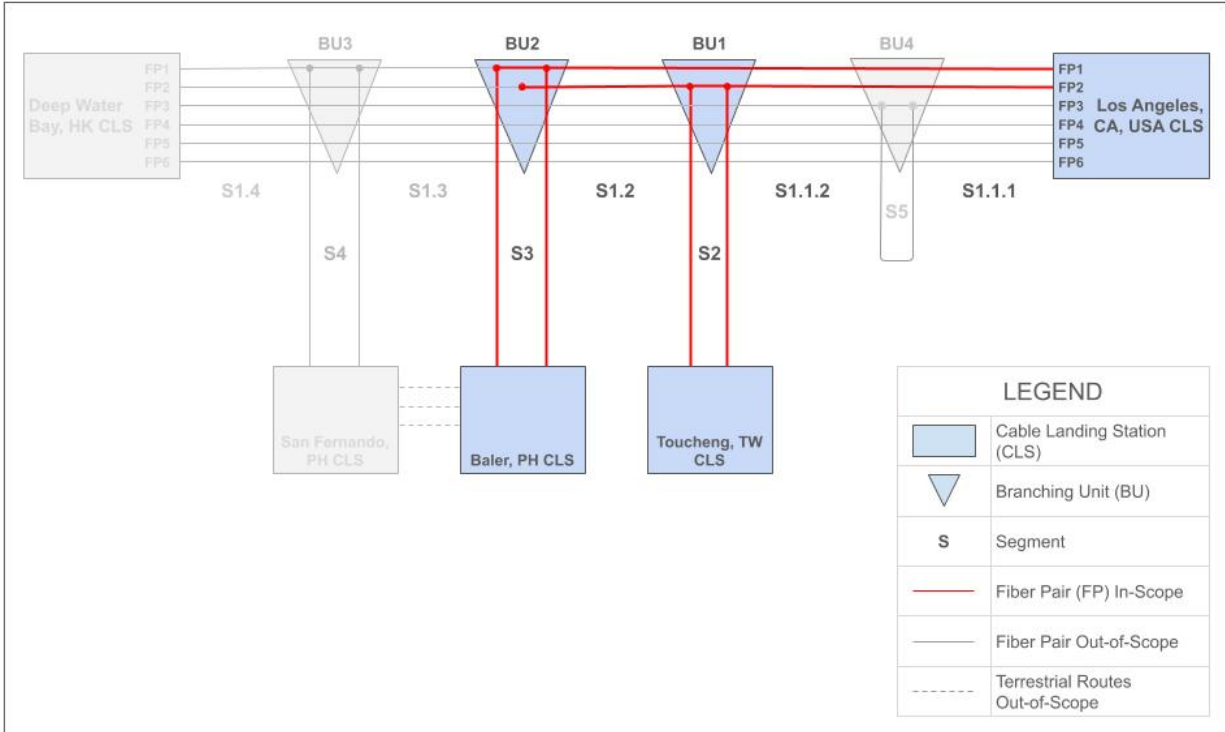 BU3
BU2
BU1
BU4
FP1
FP2
FP3
FP4
FP5
FP6
Deep Water
Bay, HK CLS
FP1
FP2
FP3
FP4
FP5
FP6
Los Angeles,
CA, USA CLS
S1.4
S1.3
S1.2
S1.1.2
S1.1.1
S5
S4
S3
S2
San Fernando,
PH CLS
Baler, PH CLS
Toucheng, TW
CLS
LEGEND
Cable Landing Station
(CLS)
Branching Unit (BU)
S
Segment
Fiber Pair (FP) In-Scope
Fiber Pair Out-of-Scope
Terrestrial Routes
Out-of-Scope